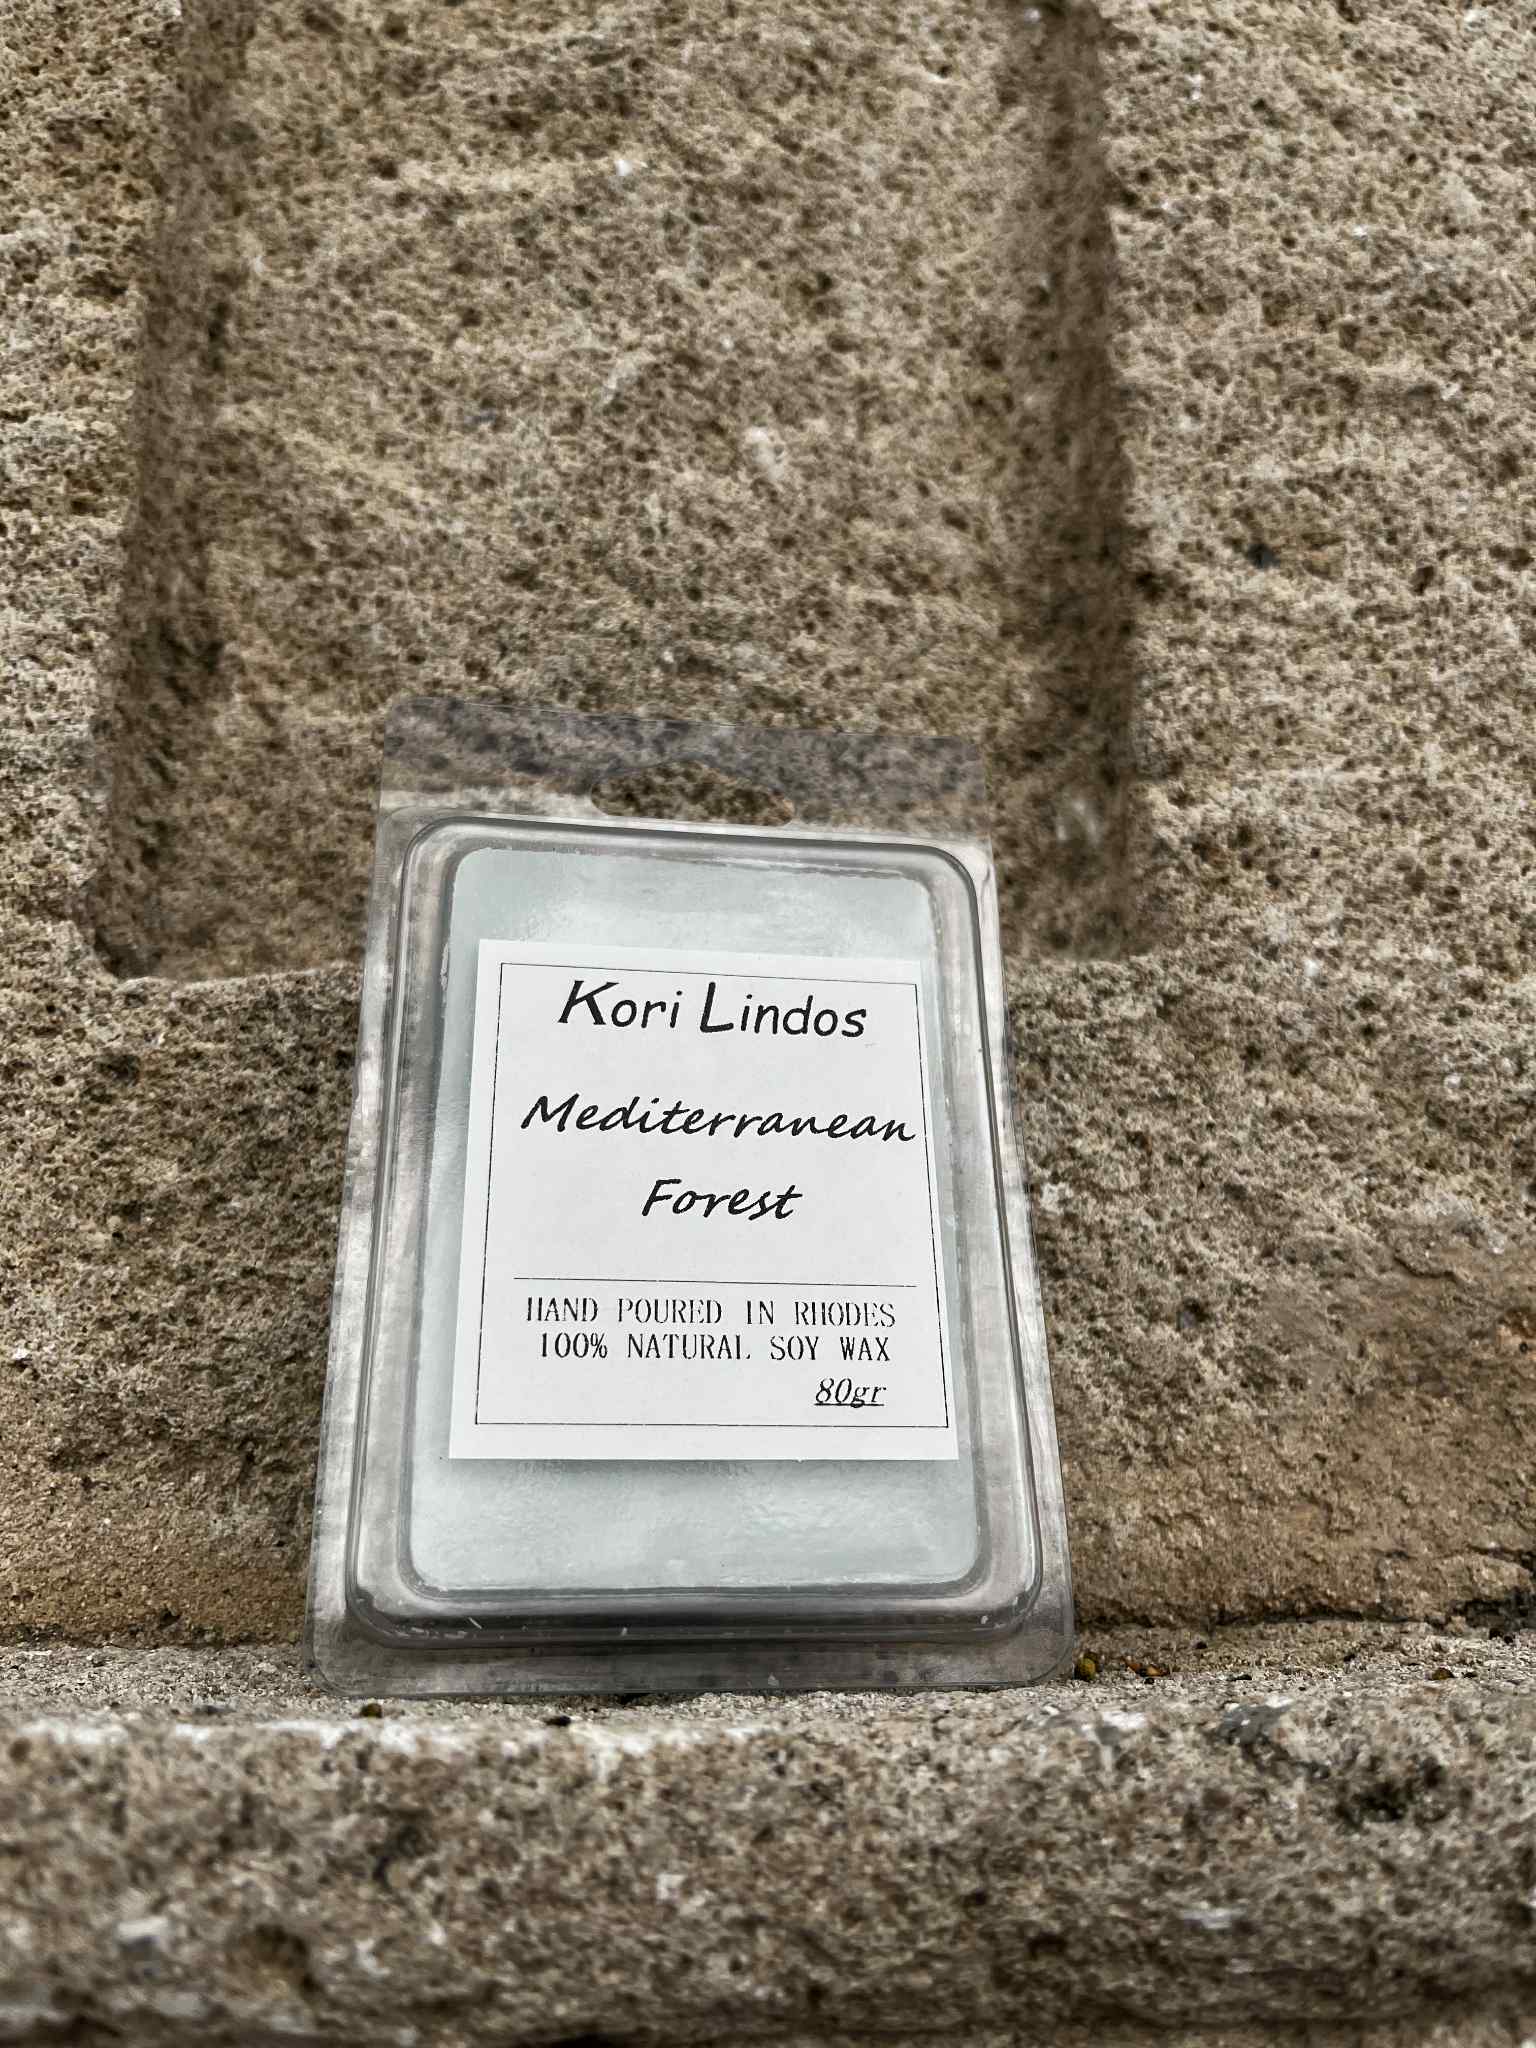 Kori Lindos
Mediterranean
Forest
HAND POURED IN RHODES
100% NATURAL SOY WAX
80gr